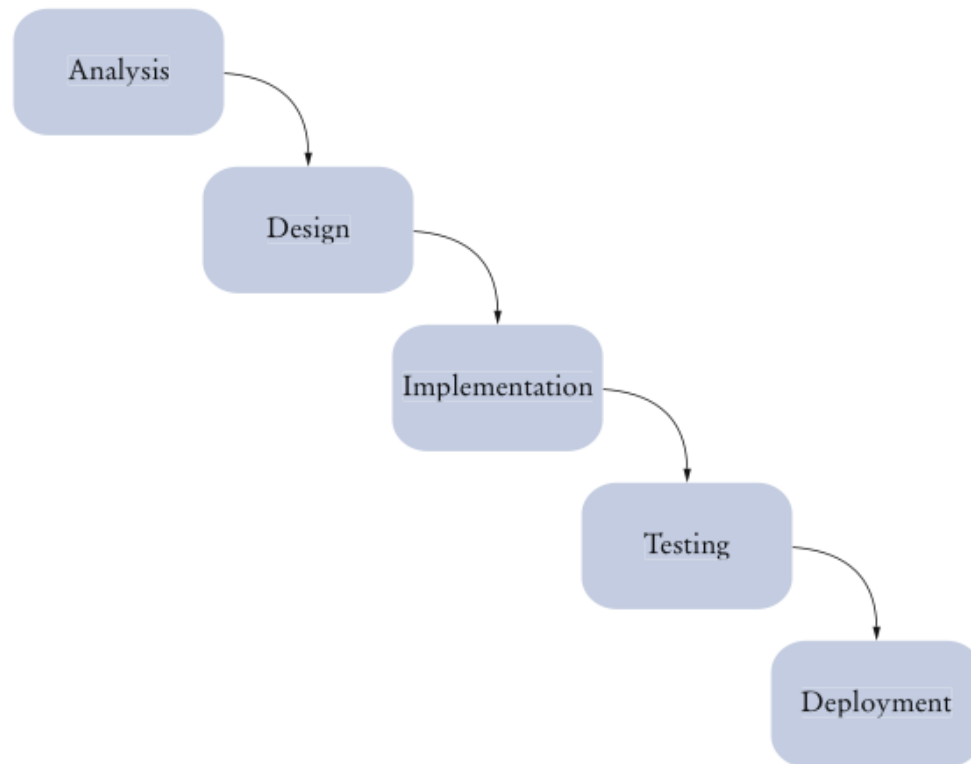 Analysis
Design
Implementation
Testing
Deployment